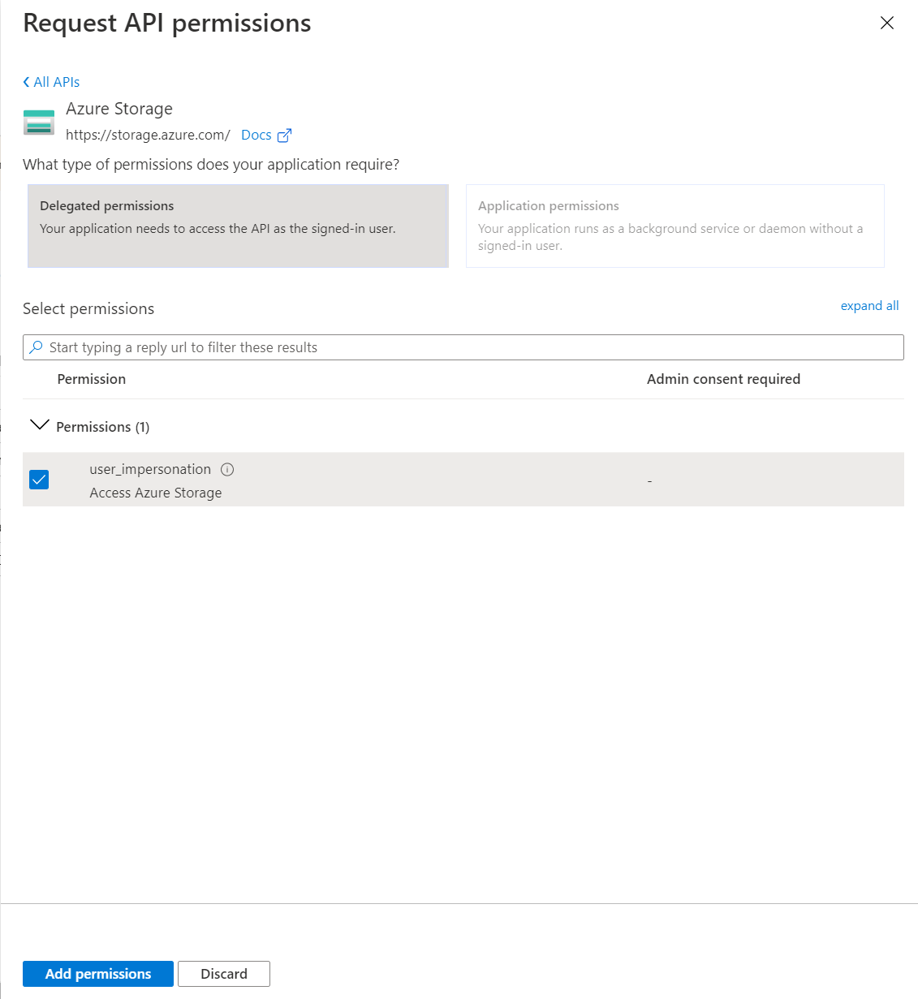 Request API permissions
All APIs
Azure Storage
https://storage.azure.com/ Docs
What type of permissions does your application require?
Delegated permissions
Your application needs to access the API as the signed-in user.
Application permissions
Your application runs as a background service or daemon without a
signed-in user.
Select permissions
expand all
Start typing a reply url to filter these results
Permission
Admin consent required
Permissions (1)
user_impersonation
Access Azure Storage
-
Add permissions
Discard